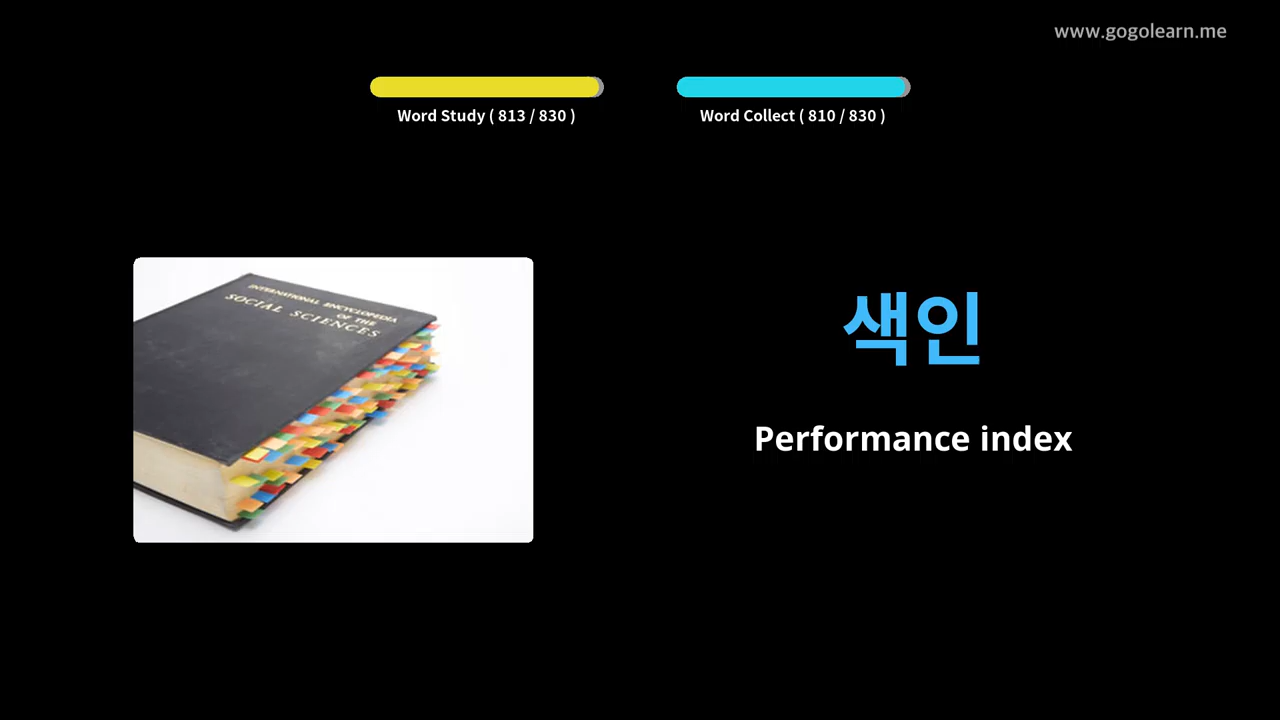 www.gogolearn.me
Word Study ( 813 / 830 )
Word Collect ( 810 / 830 )
INTERNATIONAL ENCYCLOPEDIA
OF THE
SOCIAL SCIENCES
색인
Performance index